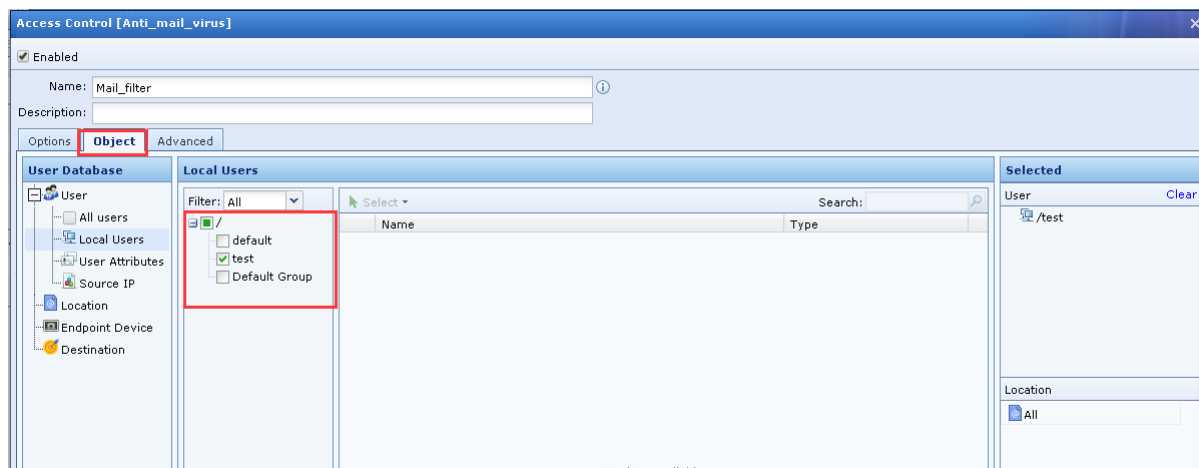 Access Control [Anti_mail_virus]
Enabled
Name: Mail_filter
Description:
Options Object Advanced
User Database
User
All users
Local Users
User Attributes
Source IP
Location
Endpoint Device
Destination
Local Users
Filter: All
/
default
test
Default Group
Select
Search:
Name Type
Selected
User Clear
/test
Location
All